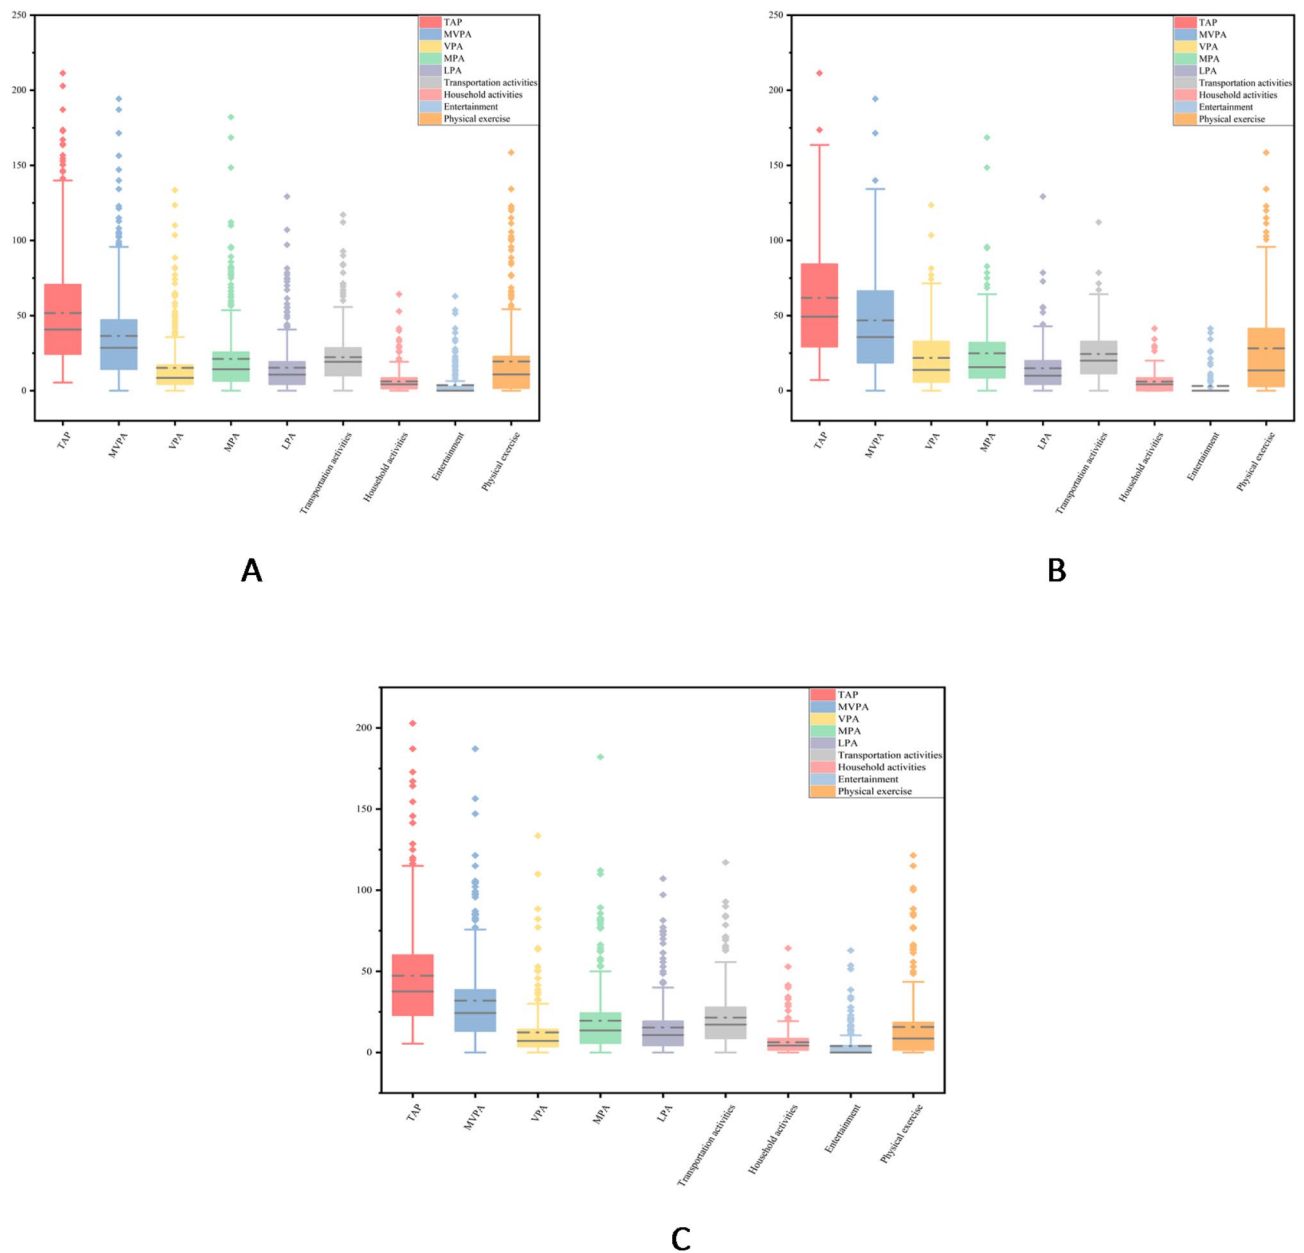 250
200
150
100
50
0
TAP
MVPA
VPA
MPA
LPA
Transportation activities
Household activities
Entertainment
Physical exercise
TAP
MVPA
VPA
MPA
LPA
Transportation activities
Household activities
Entertainment
Physical exercise
A
250
200
150
100
50
0
TAP
MVPA
VPA
MPA
LPA
Transportation activities
Household activities
Entertainment
Physical exercise
TAP
MVPA
VPA
MPA
LPA
Transportation activities
Household activities
Entertainment
Physical exercise
B
200
150
100
50
0
TAP
MVPA
VPA
MPA
LPA
Transportation activities
Household activities
Entertainment
Physical exercise
TAP
MVPA
VPA
MPA
LPA
Transportation activities
Household activities
Entertainment
Physical exercise
C